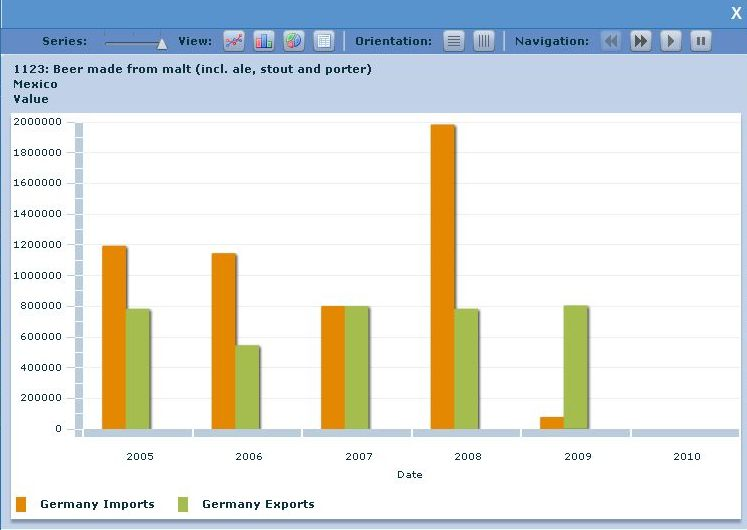 X
Series: View: Orientation: Navigation:
1123: Beer made from malt (incl. ale, stout and porter)
Mexico
Value
2000000
1800000
1600000
1400000
1200000
1000000
800000
600000
400000
200000
0
2005 2006 2007 2008 2009 2010
Date
Germany Imports Germany Exports